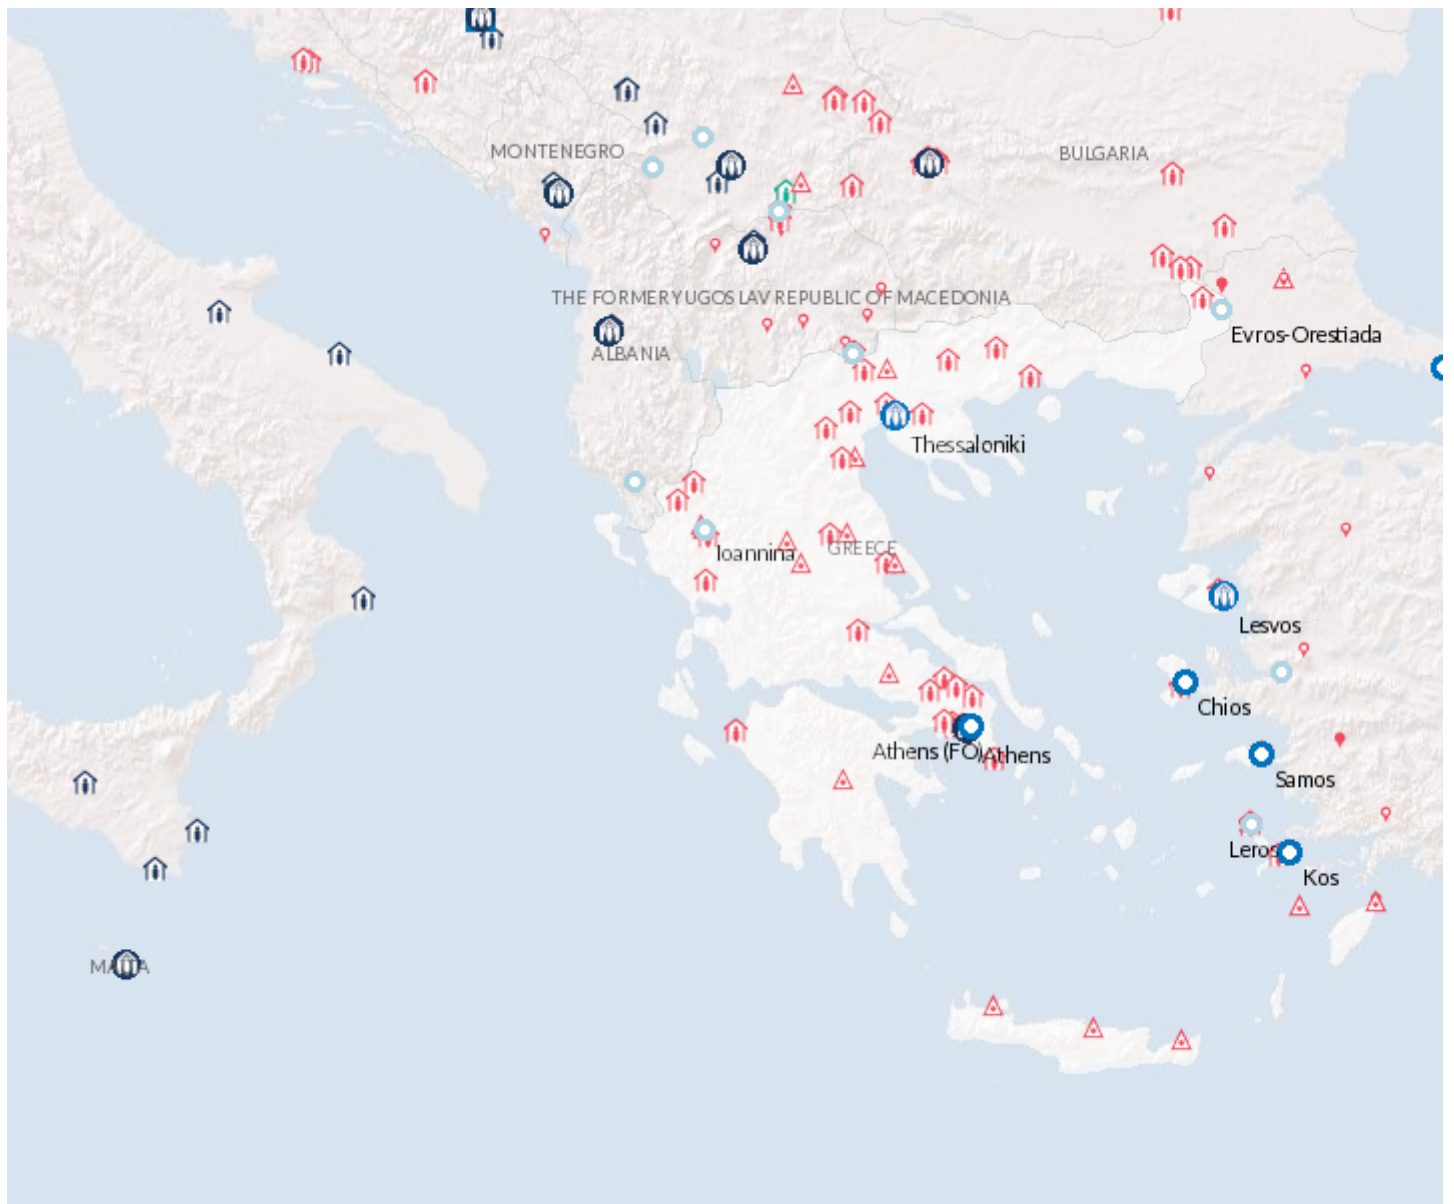 MONTENEGRO
BULGARIA
THE FORMER YUGOSLAV REPUBLIC OF MACEDONIA
Evros-Orestiada
ALBANIA
Thessaloniki
Ioannina
GREECE
Lesvos
Chios
Athens (FO)
Athens
Samos
Leros
Kos
MALTA